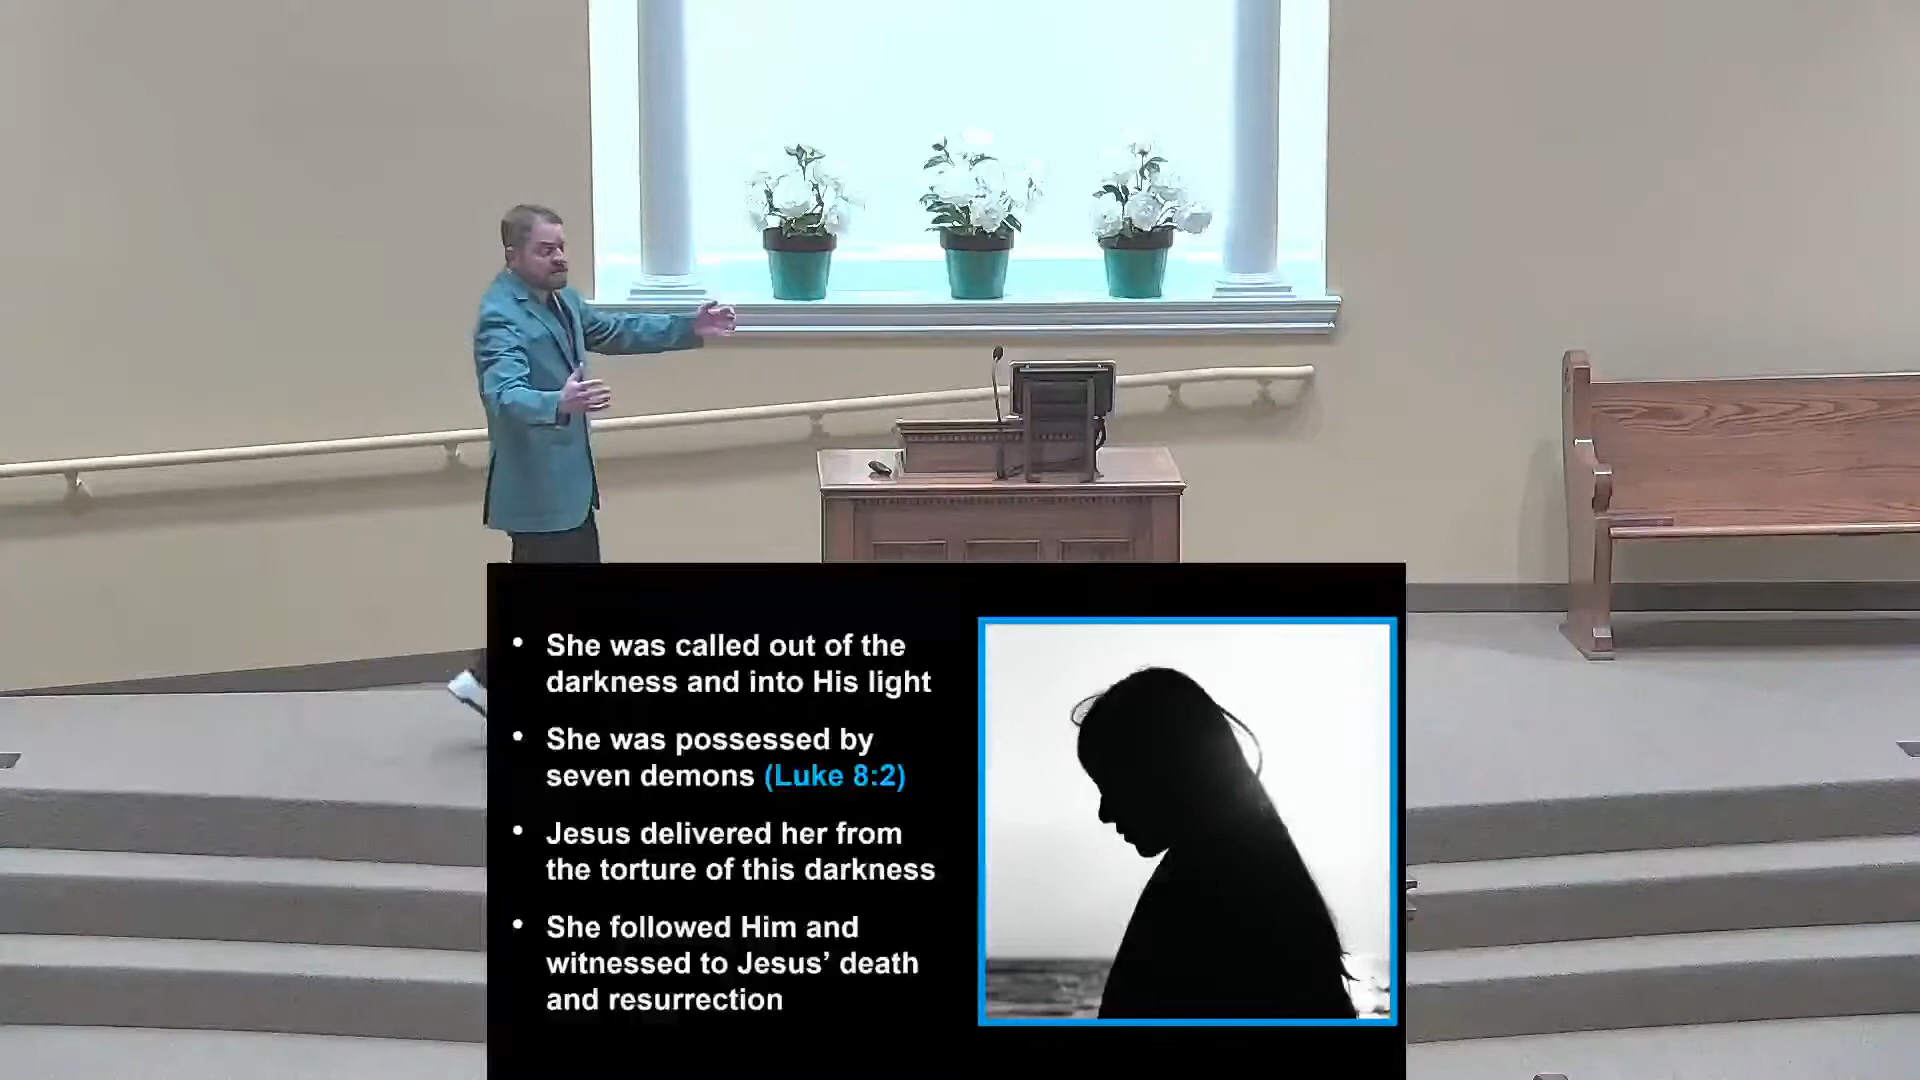 • She was called out of the
darkness and into His light
• She was possessed by
seven demons (Luke 8:2)
• Jesus delivered her from
the torture of this darkness
• She followed Him and
witnessed to Jesus’ death
and resurrection